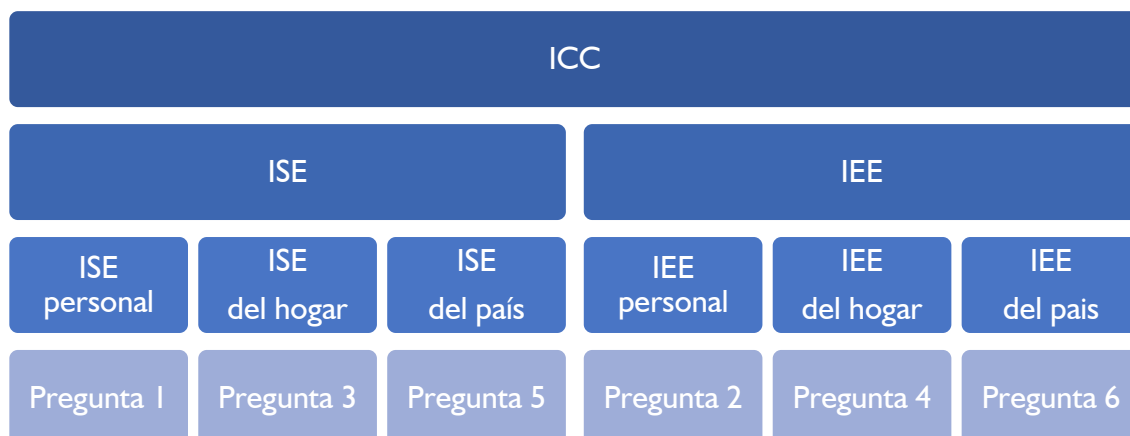 ICC
ISE
IEE
ISE
personal
ISE
del hogar
ISE
del país
IEE
personal
IEE
del hogar
IEE
del pais
Pregunta 1
Pregunta 3
Pregunta 5
Pregunta 2
Pregunta 4
Pregunta 6